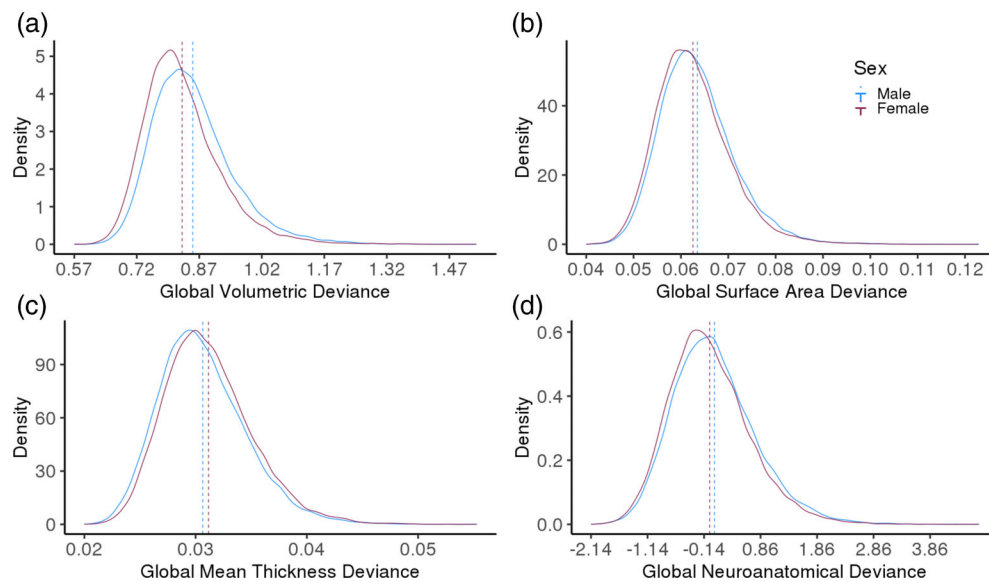 (a)
5
4
3
2
1
0
Density
0.57 0.72 0.87 1.02 1.17 1.32 1.47
Global Volumetric Deviance
(b)
40
20
0
Density
0.04 0.05 0.06 0.07 0.08 0.09 0.10 0.11 0.12
Global Surface Area Deviance
Sex
Male
Female
(c)
90
60
30
0
Density
0.02 0.03 0.04 0.05
Global Mean Thickness Deviance
(d)
0.6
0.4
0.2
0.0
Density
-2.14 -1.14 -0.14 0.86 1.86 2.86 3.86
Global Neuroanatomical Deviance